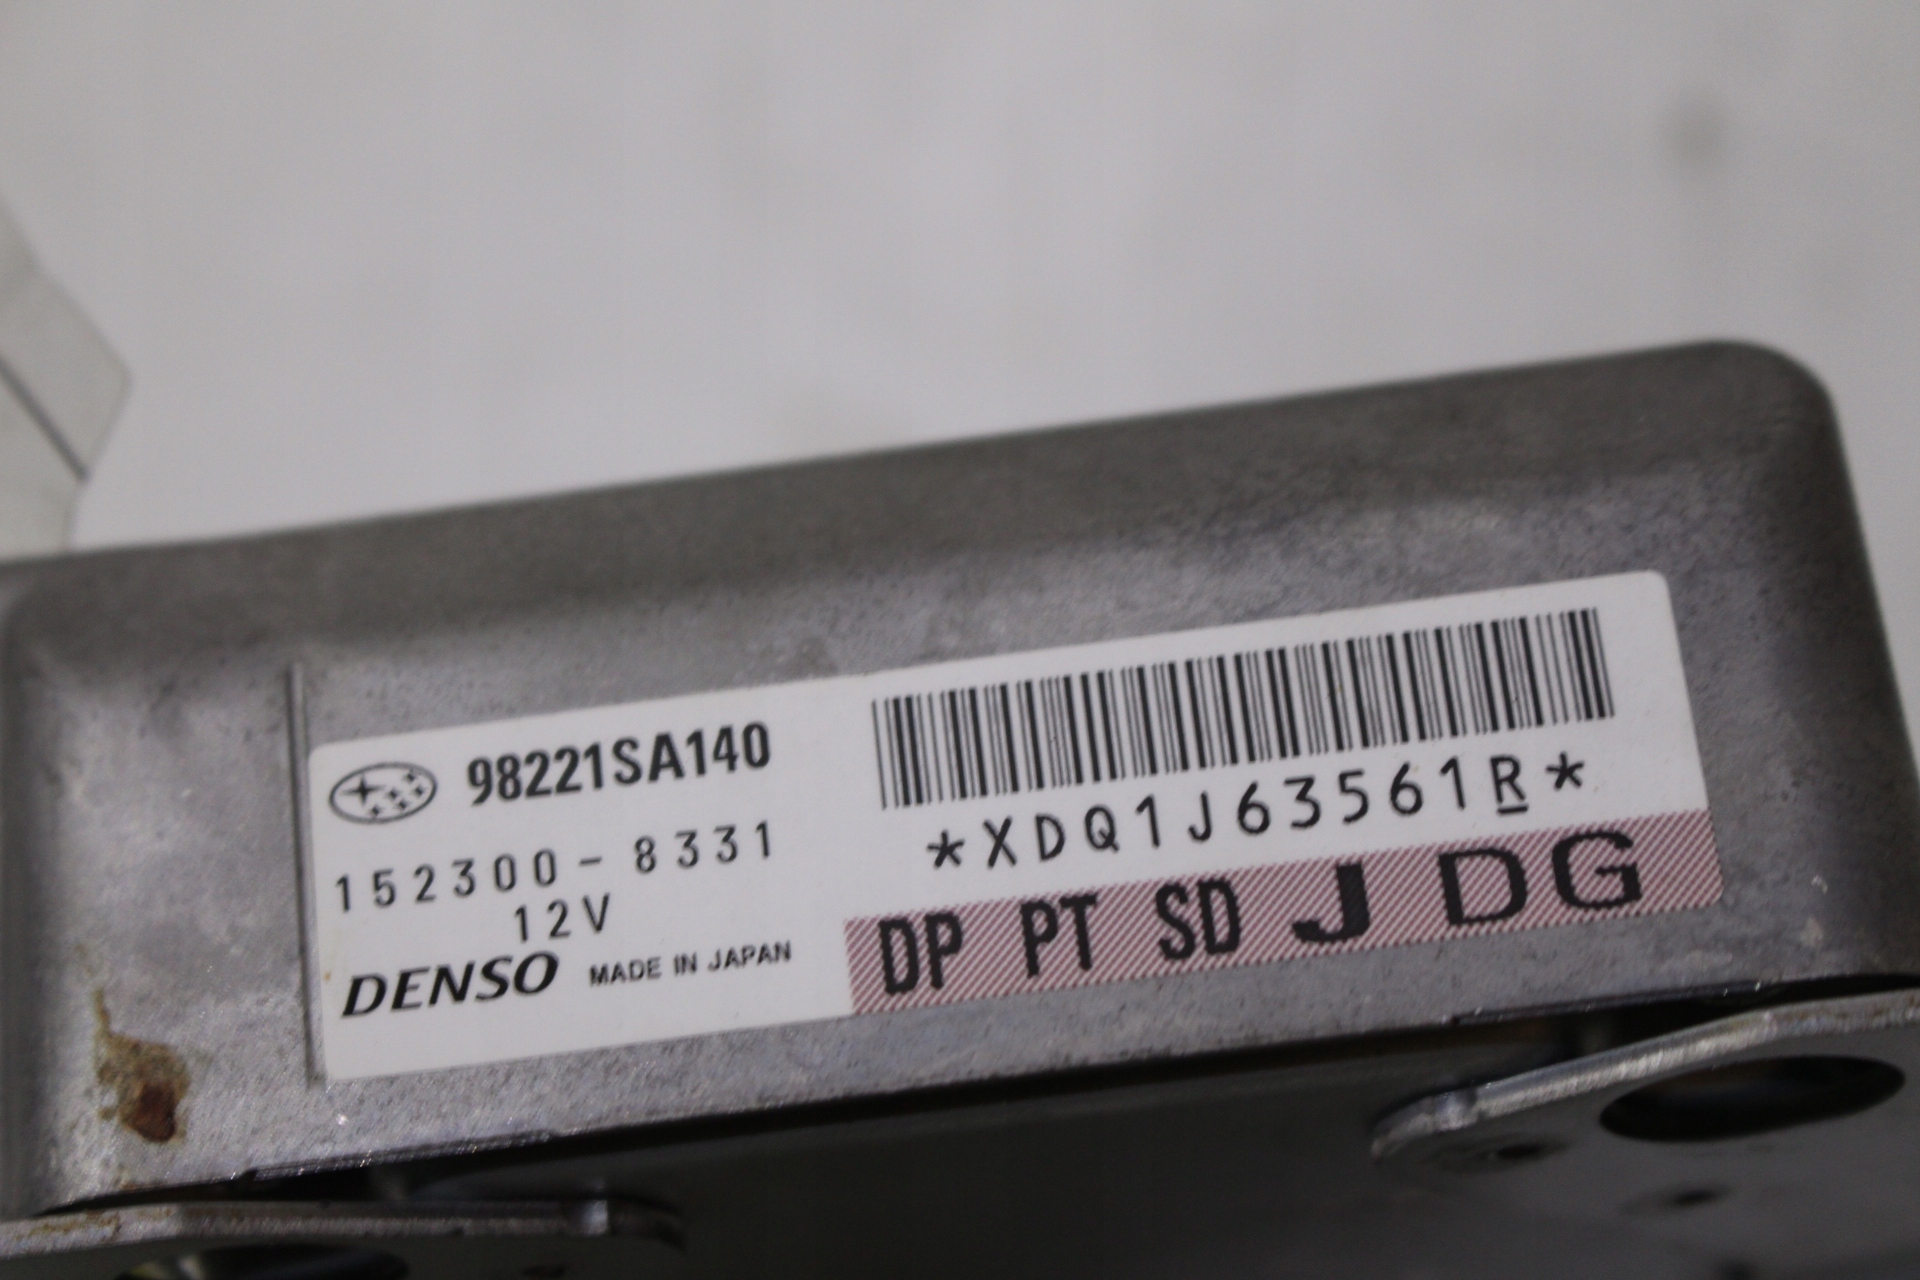 98221SA140
152300-8331
12V
DENSO MADE IN JAPAN
*XDQ1J63561R*
DP PT SD J DG